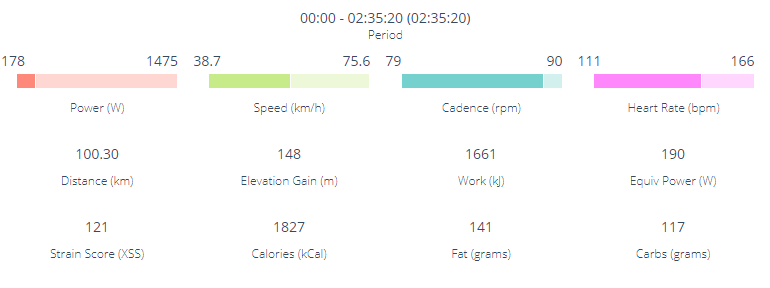 00:00 - 02:35:20 (02:35:20)
Period
178 1475 38.7 75.6 79 90 111 166
Power (W) Speed (km/h) Cadence (rpm) Heart Rate (bpm)
100.30 148 1661 190
Distance (km) Elevation Gain (m) Work (kJ) Equiv Power (W)
121 1827 141 117
Strain Score (XSS) Calories (kCal) Fat (grams) Carbs (grams)